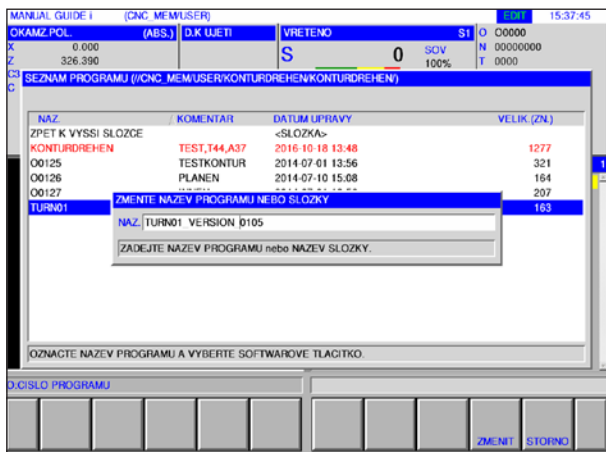 MANUAL GUIDE i (CNC_MEM/USER) EDIT 15:37:45
OKAMZ.POL. (ABS.) D.K UJETI VRETENO S1 O O0000
X 0.000 S 0 SOV N 00000000
Z 326.390 100% T 0000
C3
C
SEZNAM PROGRAMU (//CNC_MEM/USER/KONTURDREHEN/KONTURDREHEN/)
NAZ. / KOMENTAR DATUM UPRAVY VELIK.(ZN.)
ZPET K VYSSI SLOZCE <SLOZKA>
KONTURDREHEN TEST,T44,A37 2016-10-18 13:48 1277
O0125 TESTKONTUR 2014-07-01 13:56 321
O0126 PLANEN 2014-07-10 15:08 164
O0127 207
TURN01 163
ZMENTE NAZEV PROGRAMU NEBO SLOZKY
NAZ. TURN01_VERSION_0105
ZADEJTE NAZEV PROGRAMU nebo NAZEV SLOZKY.
OZNACTE NAZEV PROGRAMU A VYBERTE SOFTWAROVE TLACITKO.
O:CISLO PROGRAMU
ZMENIT STORNO